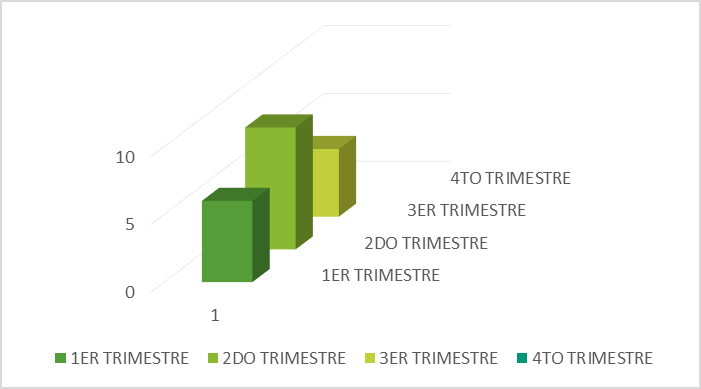 10
5
0
4TO TRIMESTRE
3ER TRIMESTRE
2DO TRIMESTRE
1ER TRIMESTRE
1
1ER TRIMESTRE 2DO TRIMESTRE 3ER TRIMESTRE 4TO TRIMESTRE